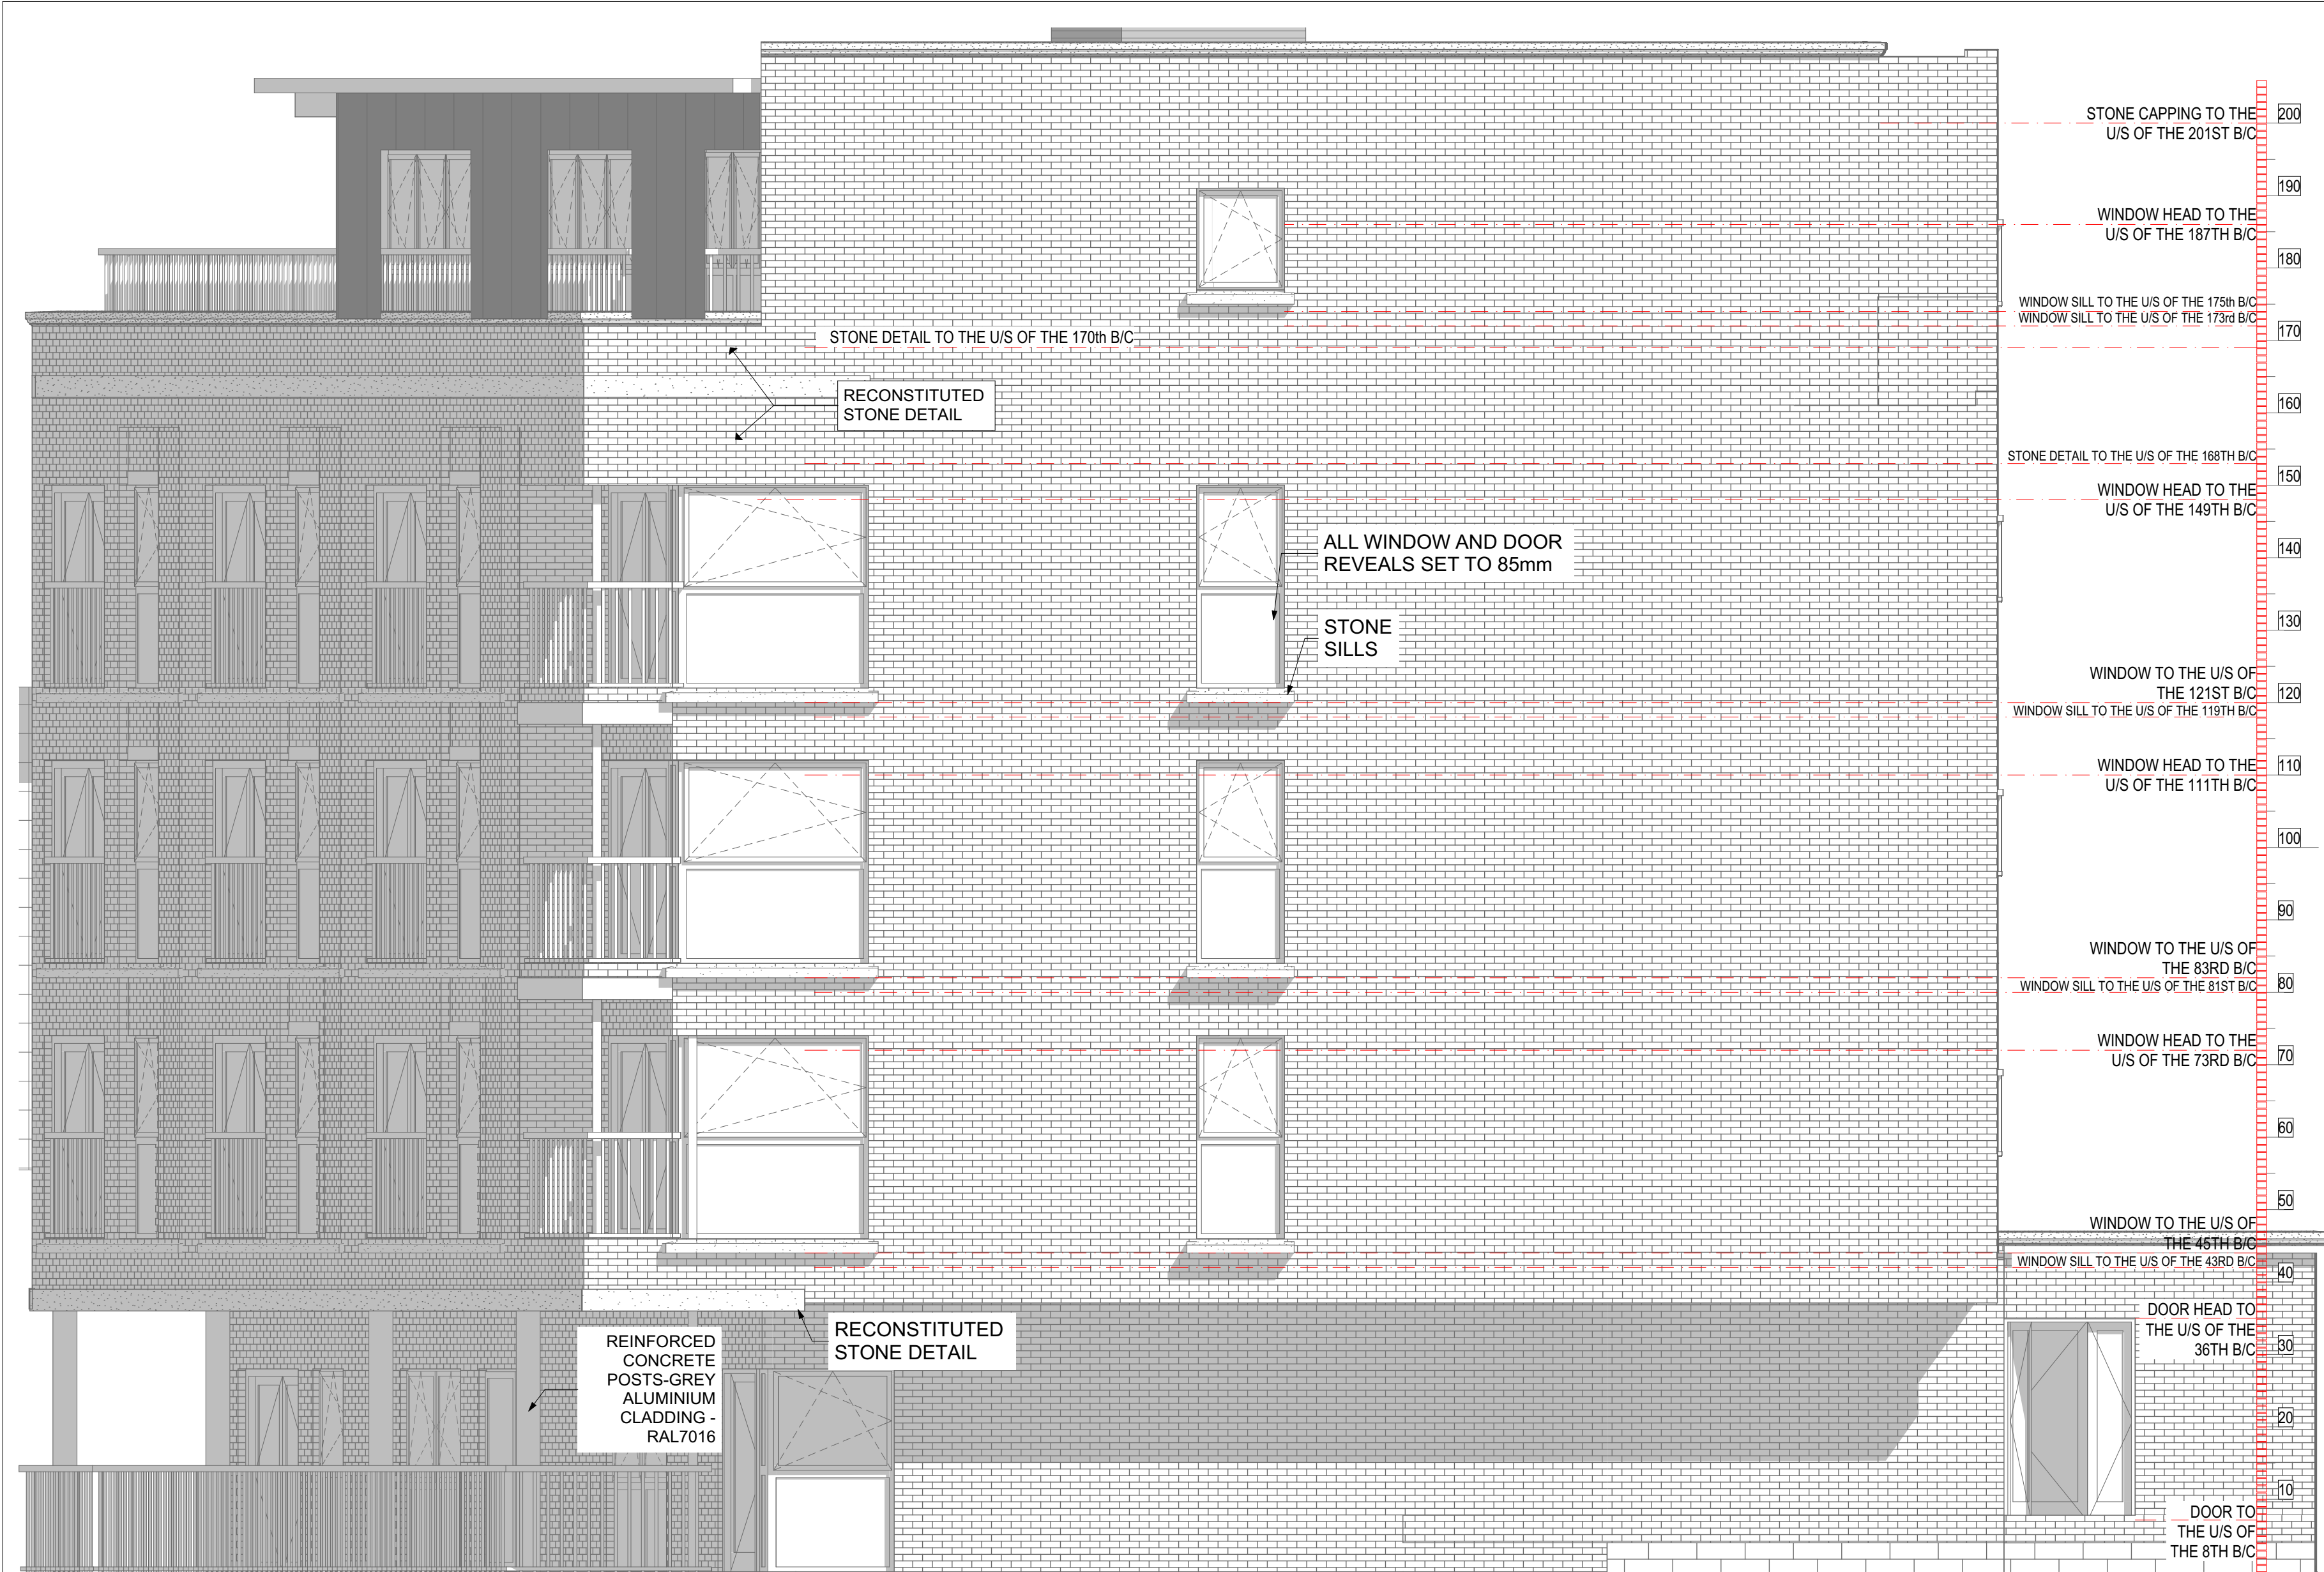 STONE CAPPING TO THE
U/S OF THE 201ST B/C
200
190
WINDOW HEAD TO THE
U/S OF THE 187TH B/C
180
WINDOW SILL TO THE U/S OF THE 175th B/C
WINDOW SILL TO THE U/S OF THE 173rd B/C
170
STONE DETAIL TO THE U/S OF THE 170th B/C
RECONSTITUTED
STONE DETAIL
160
STONE DETAIL TO THE U/S OF THE 168TH B/C
150
WINDOW HEAD TO THE
U/S OF THE 149TH B/C
ALL WINDOW AND DOOR
REVEALS SET TO 85mm
140
STONE
SILLS
130
WINDOW TO THE U/S OF
THE 121ST B/C
120
WINDOW SILL TO THE U/S OF THE 119TH B/C
WINDOW HEAD TO THE
U/S OF THE 111TH B/C
110
100
90
WINDOW TO THE U/S OF
THE 83RD B/C
WINDOW SILL TO THE U/S OF THE 81ST B/C
80
WINDOW HEAD TO THE
U/S OF THE 73RD B/C
70
60
50
WINDOW TO THE U/S OF
THE 45TH B/C
WINDOW SILL TO THE U/S OF THE 43RD B/C
40
DOOR HEAD TO
THE U/S OF THE
36TH B/C
30
RECONSTITUTED
STONE DETAIL
REINFORCED
CONCRETE
POSTS-GREY
ALUMINIUM
CLADDING -
RAL7016
20
10
DOOR TO
THE U/S OF
THE 8TH B/C